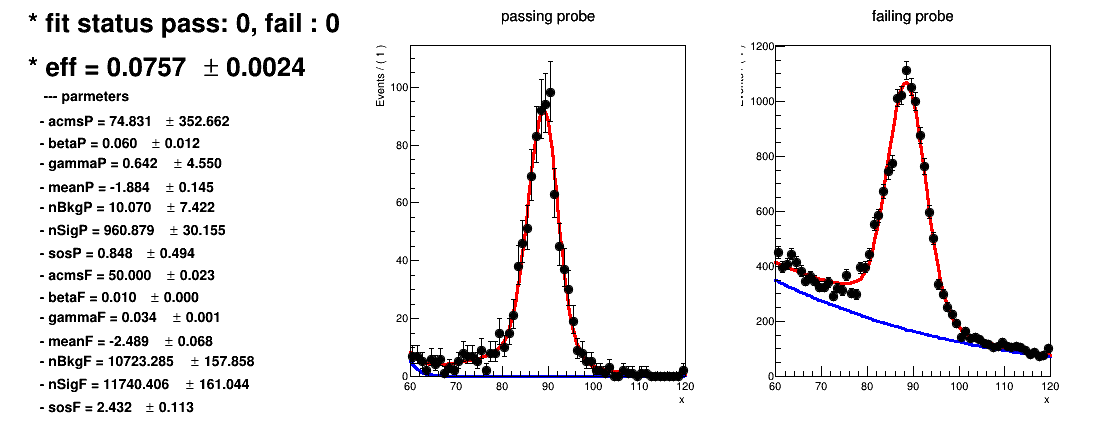 * fit status pass: 0, fail : 0
* eff = 0.0757 ± 0.0024
--- parmeters
- acmsP = 74.831 ± 352.662
- betaP = 0.060 ± 0.012
- gammaP = 0.642 ± 4.550
- meanP = -1.884 ± 0.145
- nBkgP = 10.070 ± 7.422
- nSigP = 960.879 ± 30.155
- sosP = 0.848 ± 0.494
- acmsF = 50.000 ± 0.023
- betaF = 0.010 ± 0.000
- gammaF = 0.034 ± 0.001
- meanF = -2.489 ± 0.068
- nBkgF = 10723.285 ± 157.858
- nSigF = 11740.406 ± 161.044
- sosF = 2.432 ± 0.113
passing probe
Events / ( 1 )
100
80
60
40
20
0
60 70 80 90 100 110 120
x
failing probe
1200
1000
800
600
400
200
0
60 70 80 90 100 110 120
x